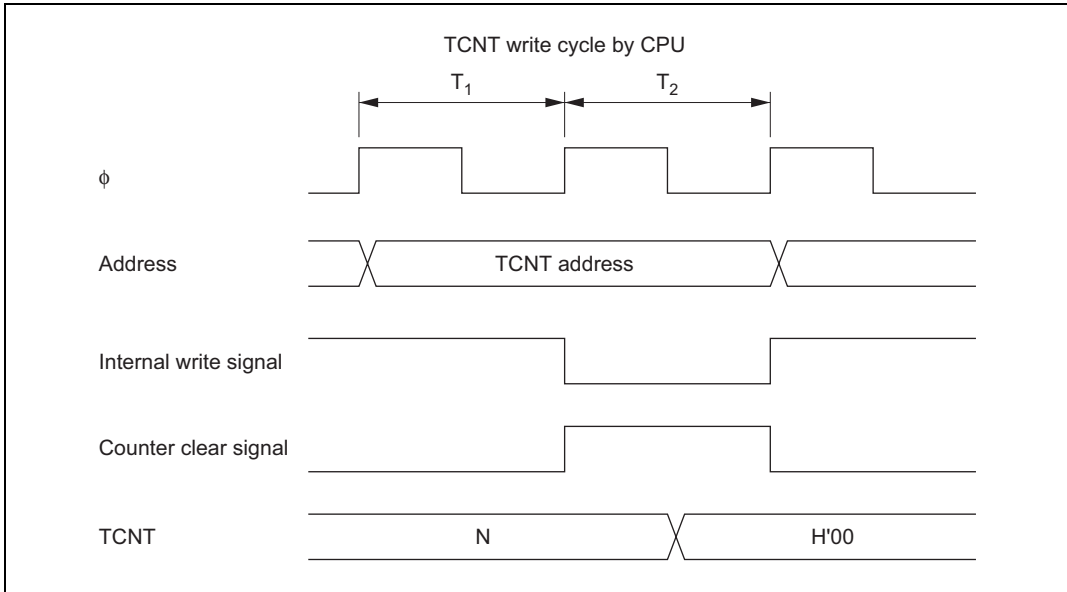 TCNT write cycle by CPU
T1 T2
ϕ
Address TCNT address
Internal write signal
Counter clear signal
TCNT N H'00